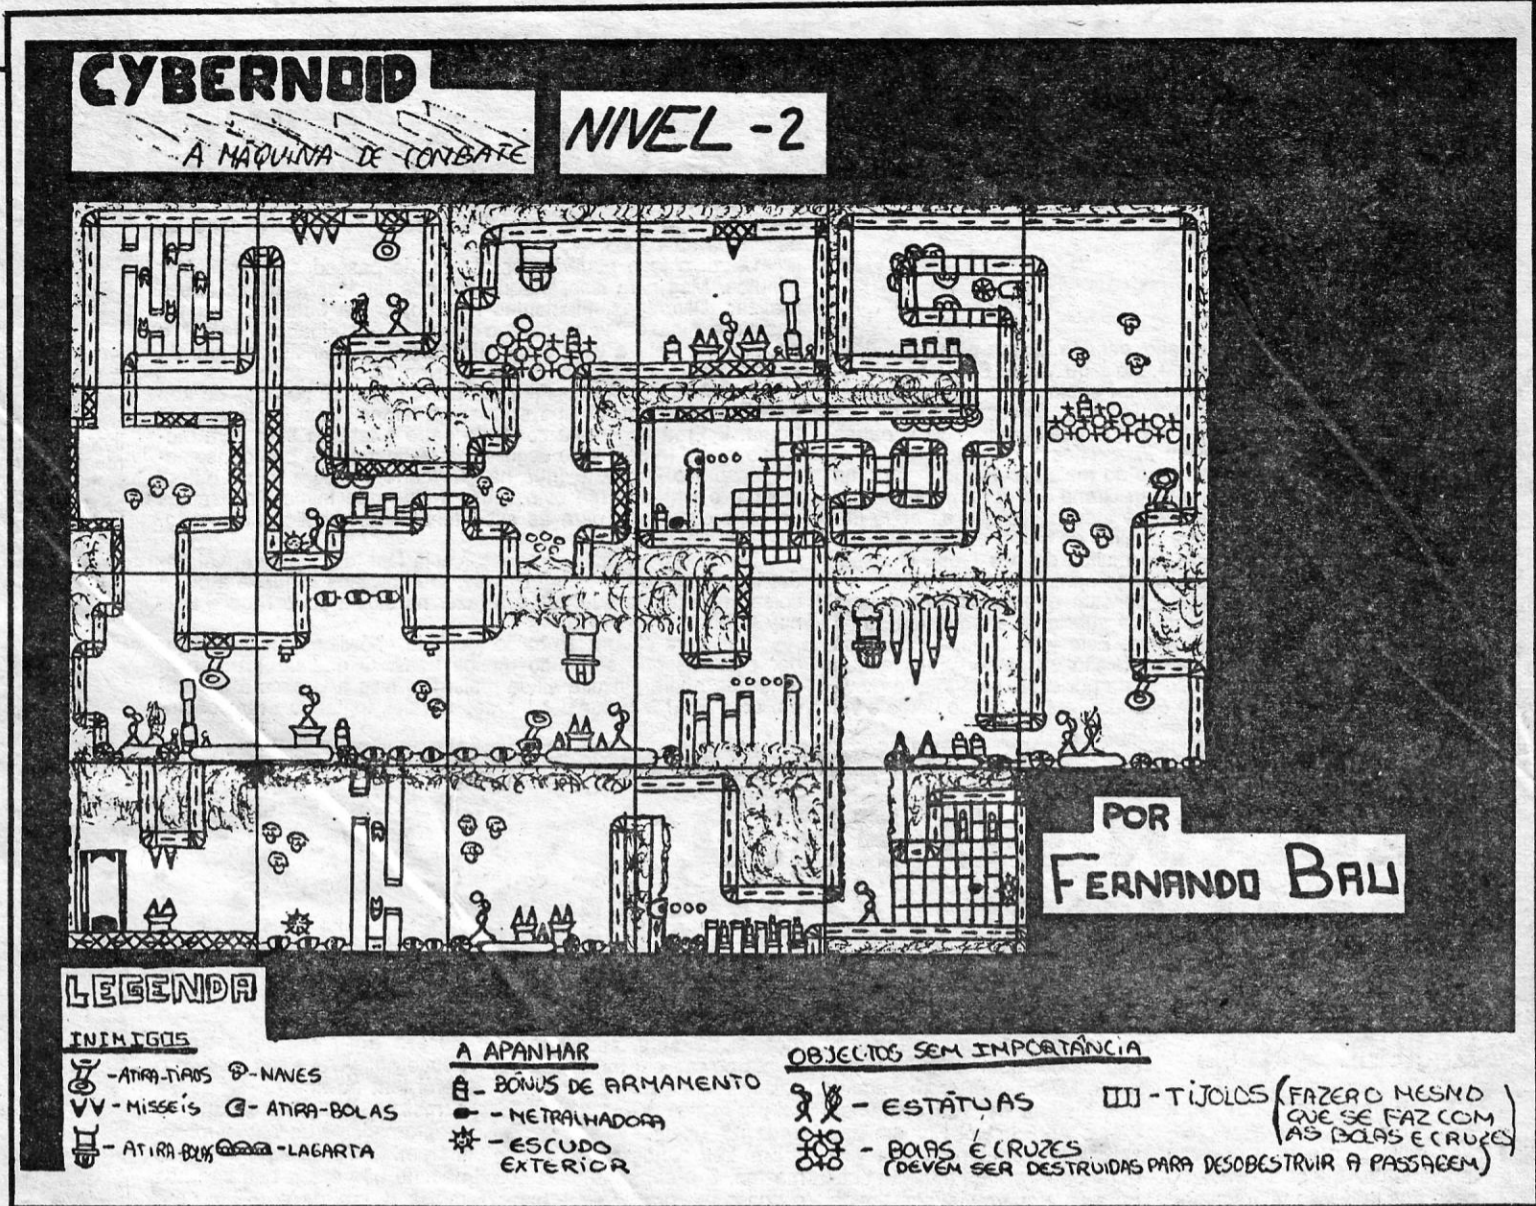 CYBERNOID
A MÁQUINA DE COMBATE
NIVEL -2
POR
FERNANDO BAU
LEGENDA
INIMIGOS
-ATIRA-TIROS
-NAVES
-MISSEIS
-ATIRA-BOLAS
-ATIRA-BOLAS
-LAGARTA
A APANHAR
- BÓNUS DE ARMAMENTO
- METRALHADORA
- ESCUDO
EXTERIOR
OBJECTOS SEM IMPORTÂNCIA
- ESTÁTUAS
- BOLAS E CRUZES
(DEVEM SER DESTRUIDAS PARA DESOBESTRUIR A PASSAGEM)
- TÍJOLOS (FAZER O MESMO
QUE SE FAZ COM
AS BOLAS E CRUZES)